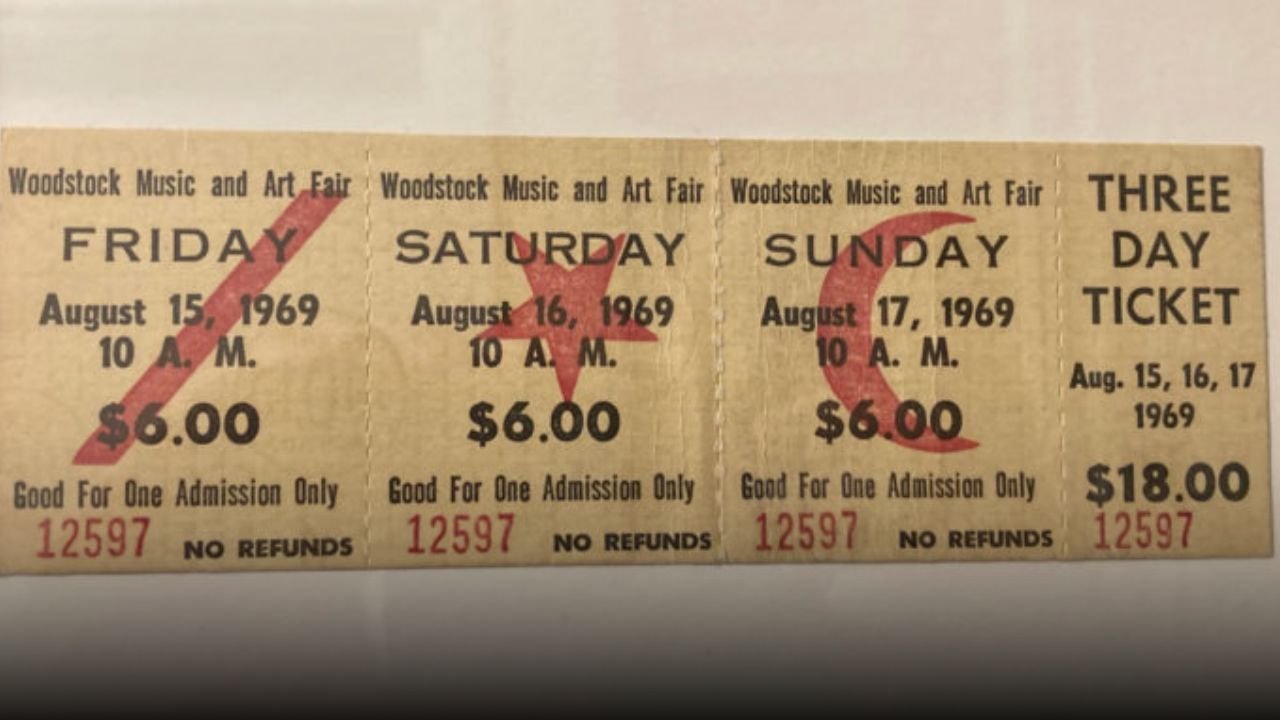 Woodstock Music and Art Fair
FRIDAY
August 15, 1969
10 A. M.
$6.00
Good For One Admission Only
12597 NO REFUNDS
Woodstock Music and Art Fair
SATURDAY
August 16, 1969
10 A. M.
$6.00
Good For One Admission Only
12597 NO REFUNDS
Woodstock Music and Art Fair
SUNDAY
August 17, 1969
10 A. M.
$6.00
Good For One Admission Only
12597 NO REFUNDS
THREE
DAY
TICKET
Aug. 15, 16, 17
1969
$18.00
12597